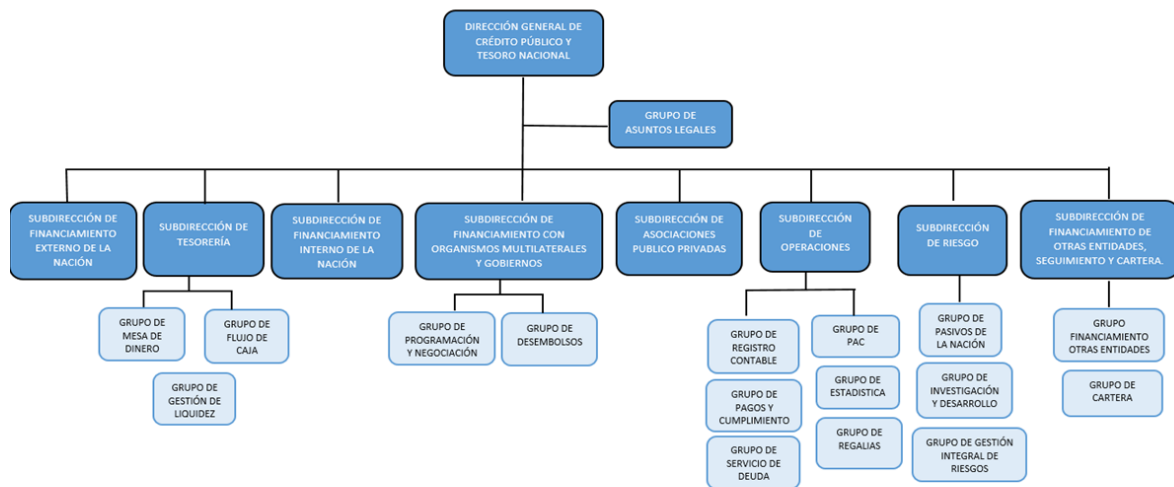 DIRECCIÓN GENERAL DE
CRÉDITO PÚBLICO Y
TESORO NACIONAL
GRUPO DE
ASUNTOS LEGALES
SUBDIRECCIÓN DE
FINANCIAMIENTO
EXTERNO DE LA
NACIÓN
SUBDIRECCIÓN DE
TESORERÍA
SUBDIRECCIÓN DE
FINANCIAMIENTO
INTERNO DE LA
NACIÓN
SUBDIRECCIÓN DE
FINANCIAMIENTO CON
ORGANISMOS MULTILATERALES
Y GOBIERNOS
SUBDIRECCIÓN DE
ASOCIACIONES
PUBLICO PRIVADAS
SUBDIRECCIÓN
DE
OPERACIONES
SUBDIRECCIÓN
DE RIESGO
SUBDIRECCIÓN DE
FINANCIAMIENTO DE
OTRAS ENTIDADES,
SEGUIMIENTO Y CARTERA.
GRUPO DE
MESA DE
DINERO
GRUPO DE
FLUJO DE
CAJA
GRUPO DE
GESTIÓN DE
LIQUIDEZ
GRUPO DE
PROGRAMACIÓN
Y NEGOCIACIÓN
GRUPO DE
DESEMBOLSOS
GRUPO DE
REGISTRO
CONTABLE
GRUPO DE
PAGOS Y
CUMPLIMIENTO
GRUPO DE
SERVICIO DE
DEUDA
GRUPO DE
PAC
GRUPO DE
ESTADISTICA
GRUPO DE
REGALIAS
GRUPO DE
PASIVOS DE
LA NACIÓN
GRUPO DE
INVESTIGACIÓN
Y DESARROLLO
GRUPO DE GESTIÓN
INTEGRAL DE
RIESGOS
GRUPO
FINANCIAMIENTO
OTRAS ENTIDADES
GRUPO DE
CARTERA